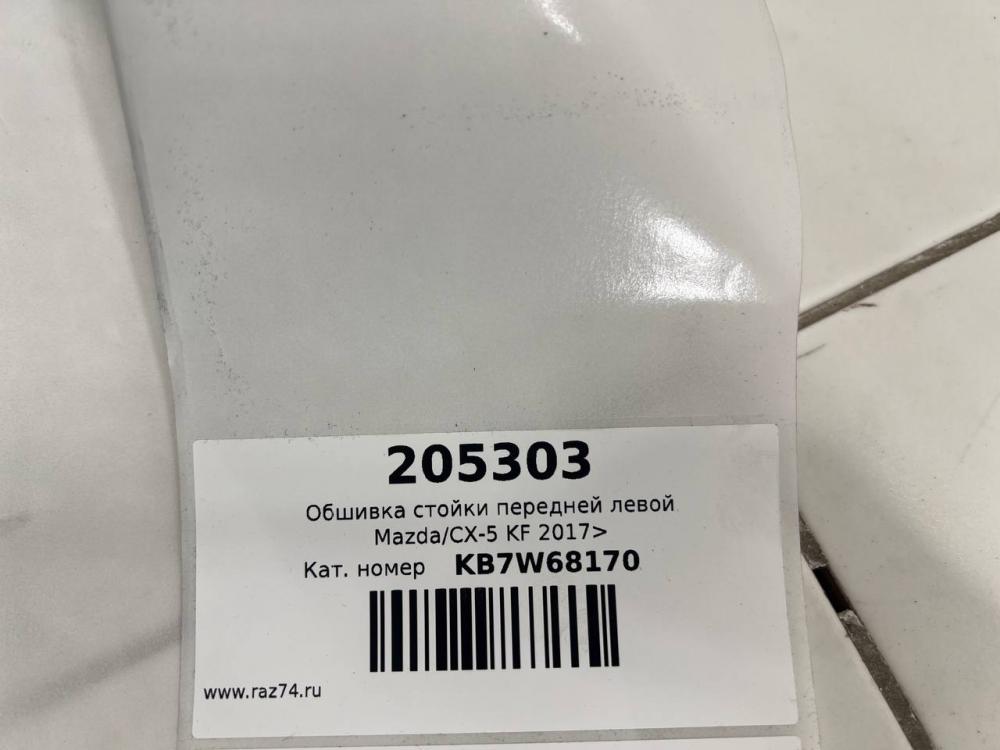 205303
Обшивка стойки передней левой
Mazda/CX-5 KF 2017>
Кат. номер KB7W68170
www.raz74.ru